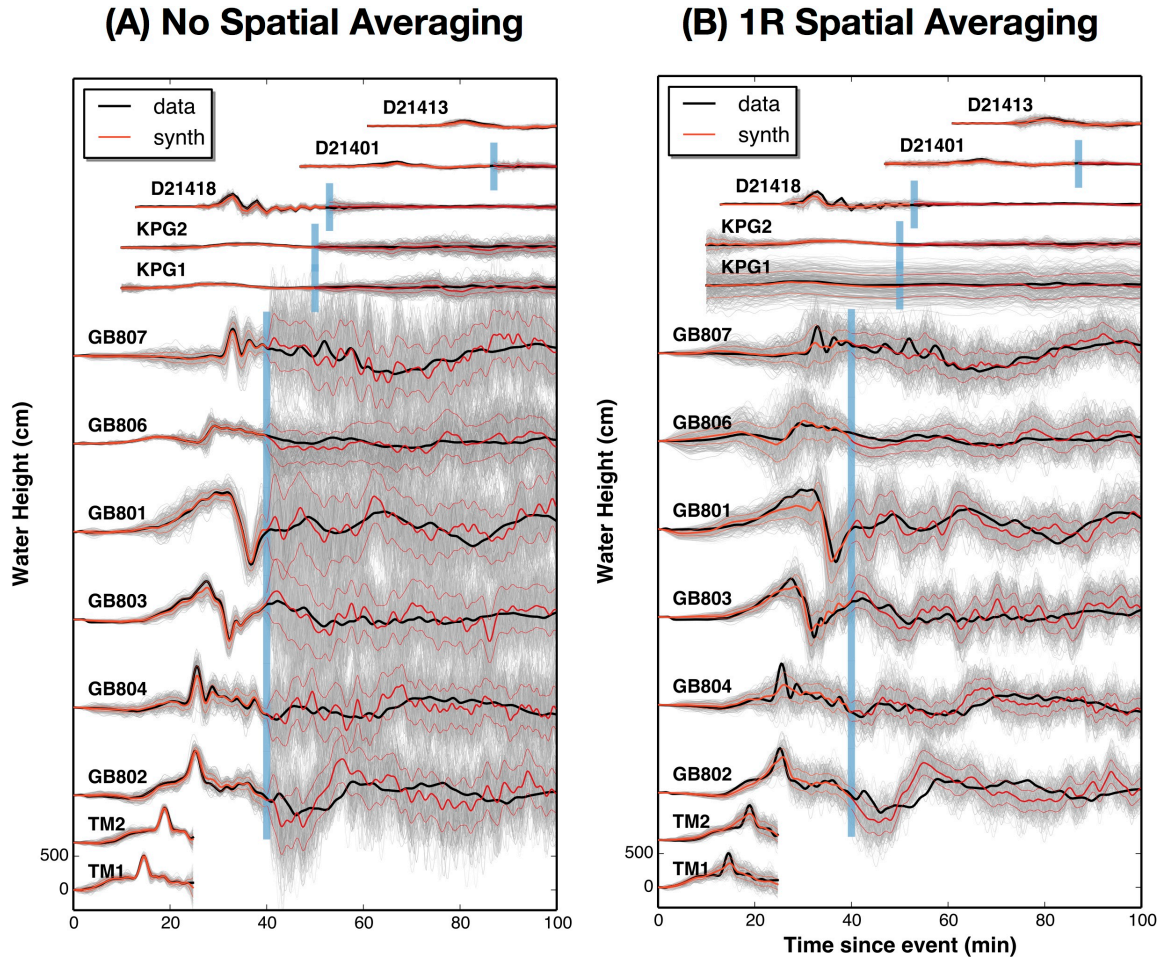 (A) No Spatial Averaging
data
synth
D21413
D21401
D21418
KPG2
KPG1
GB807
GB806
GB801
GB803
GB804
GB802
TM2
TM1
500
0
0
20
40
60
80
100
Water Height (cm)
(B) 1R Spatial Averaging
data
synth
D21413
D21401
D21418
KPG2
KPG1
GB807
GB806
GB801
GB803
GB804
GB802
TM2
TM1
500
0
0
20
40
60
80
100
Water Height (cm)
Time since event (min)